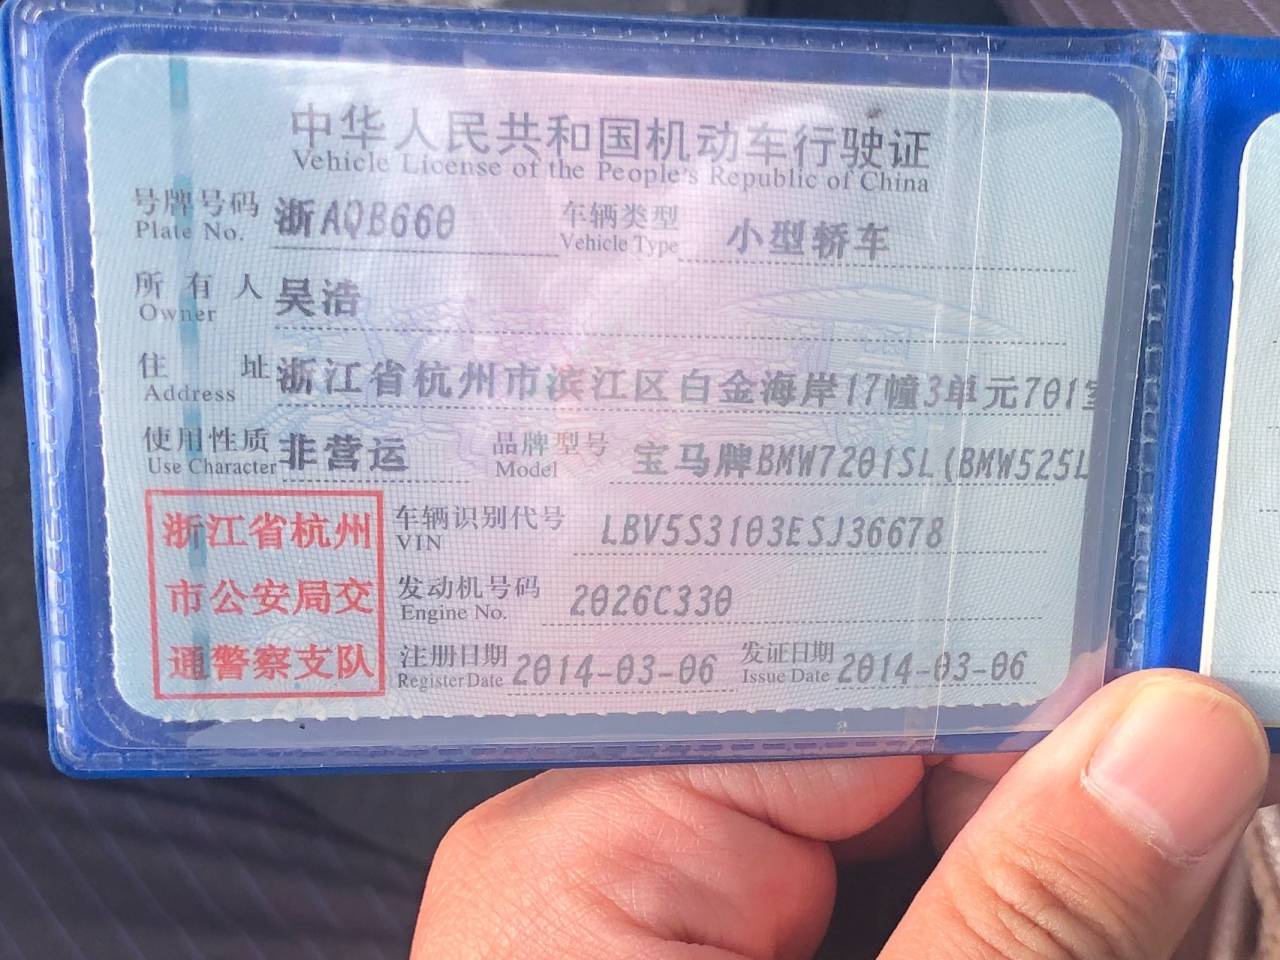 中华人民共和国机动车行驶证
Vehicle License of the People's Republic of China
号牌号码 浙AQB660 车辆类型 小型轿车
Plate No. Vehicle Type
所有人 吴浩
Owner
住址 浙江省杭州市滨江区白金海岸17幢3单元701室
Address
使用性质 非营运 品牌型号 宝马牌BMW7201SL(BMW525L
Use Character Model
浙江省杭州
市公安局交
通警察支队
车辆识别代号 LBV5S3103ESJ36678
VIN
发动机号码 2026C330
Engine No.
注册日期 2014-03-06 发证日期 2014-03-06
Register Date Issue Date